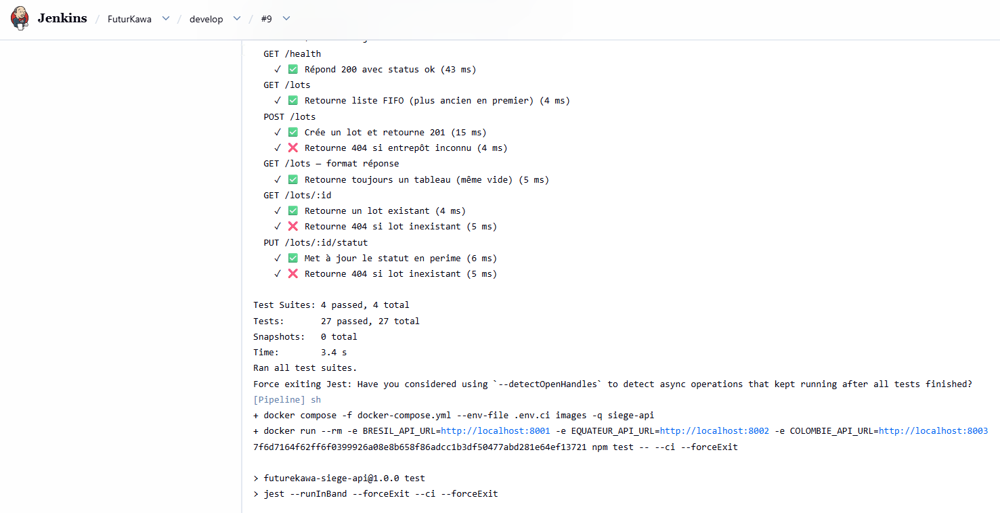 Jenkins / FuturKawa / develop / #9
GET /health
✓ ✅ Répond 200 avec status ok (43 ms)
GET /lots
✓ ✅ Retourne liste FIFO (plus ancien en premier) (4 ms)
POST /lots
✓ ✅ Crée un lot et retourne 201 (15 ms)
✓ ❌ Retourne 404 si entrepôt inconnu (4 ms)
GET /lots — format réponse
✓ ✅ Retourne toujours un tableau (même vide) (5 ms)
GET /lots/:id
✓ ✅ Retourne un lot existant (4 ms)
✓ ❌ Retourne 404 si lot inexistant (5 ms)
PUT /lots/:id/statut
✓ ✅ Met à jour le statut en perime (6 ms)
✓ ❌ Retourne 404 si lot inexistant (5 ms)
Test Suites: 4 passed, 4 total
Tests:       27 passed, 27 total
Snapshots:   0 total
Time:        3.4 s
Ran all test suites.
Force exiting Jest: Have you considered using `--detectOpenHandles` to detect async operations that kept running after all tests finished?
[Pipeline] sh
+ docker compose -f docker-compose.yml --env-file .env.ci images -q siege-api
+ docker run --rm -e BRESIL_API_URL=http://localhost:8001 -e EQUATEUR_API_URL=http://localhost:8002 -e COLOMBIE_API_URL=http://localhost:8003
7f6d7164f62ff6f0399926a08e8b658f86adcc1b3df50477abd281e64ef13721 npm test -- --ci --forceExit
> futurekawa-siege-api@1.0.0 test
> jest --runInBand --forceExit --ci --forceExit